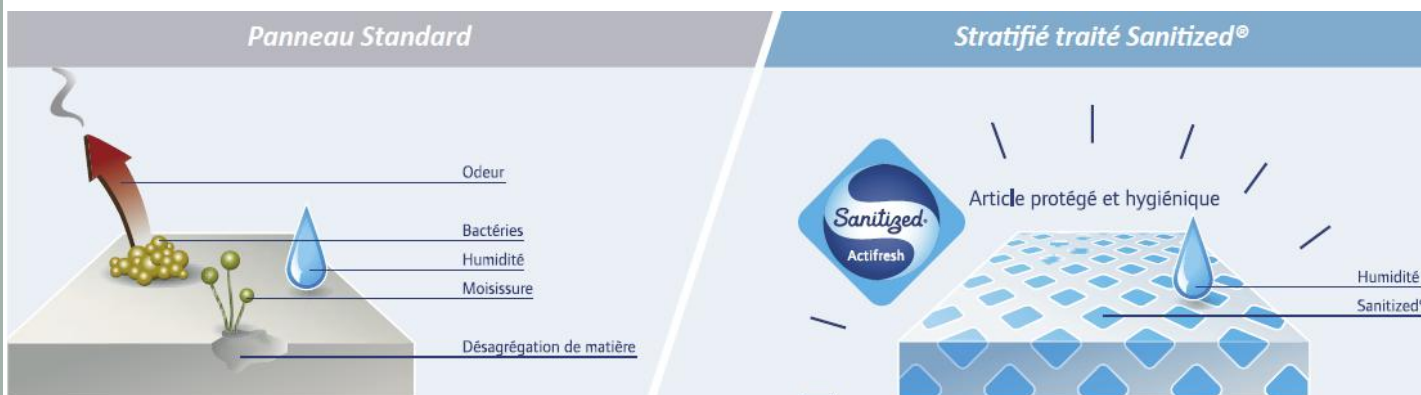 Panneau Standard
Stratifié traité Sanitized®
Odeur
Bactéries
Humidité
Moisissure
Désagrégation de matière
Sanitized®
Actifresh
Article protégé et hygiénique
Humidité
Sanitized®